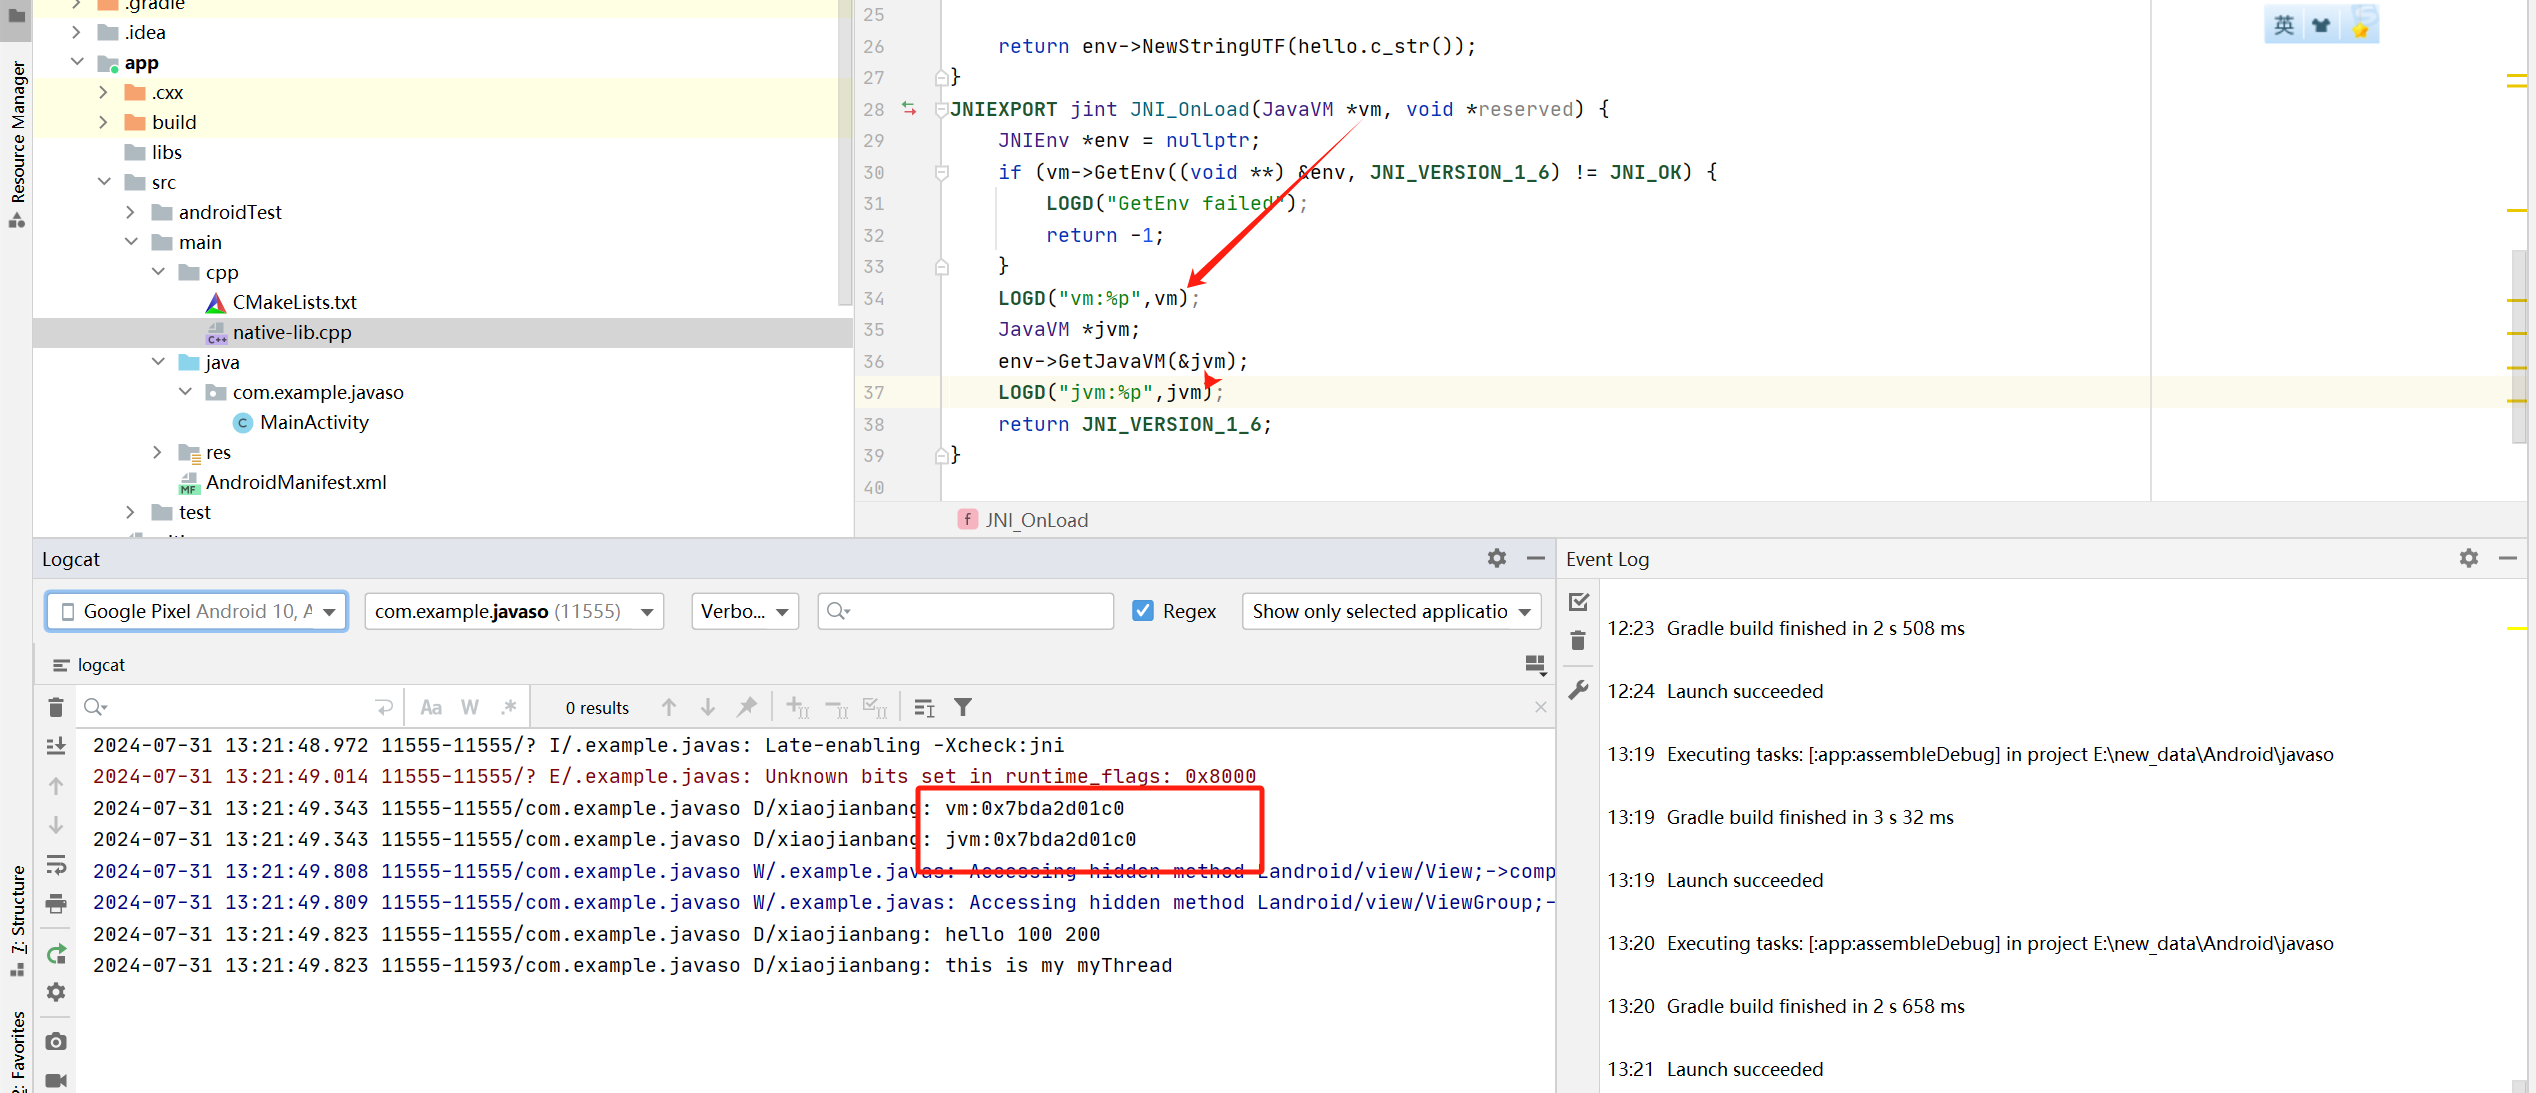 .gradle
.idea
app
.cxx
build
libs
src
androidTest
main
cpp
CMakeLists.txt
native-lib.cpp
java
com.example.javaso
MainActivity
res
AndroidManifest.xml
test
Resource Manager
7: Structure
Favorites
25
26 return env->NewStringUTF(hello.c_str());
27 }
28 JNIEXPORT jint JNI_OnLoad(JavaVM *vm, void *reserved) {
29 JNIEnv *env = nullptr;
30 if (vm->GetEnv((void **) &env, JNI_VERSION_1_6) != JNI_OK) {
31 LOGD("GetEnv failed");
32 return -1;
33 }
34 LOGD("vm:%p",vm);
35 JavaVM *jvm;
36 env->GetJavaVM(&jvm);
37 LOGD("jvm:%p",jvm);
38 return JNI_VERSION_1_6;
39 }
40
f JNI_OnLoad
英
Logcat
Google Pixel Android 10, A
com.example.javaso (11555)
Verbo...
Regex
Show only selected applicatio
logcat
Aa W .* 0 results
2024-07-31 13:21:48.972 11555-11555/? I/.example.javas: Late-enabling -Xcheck:jni
2024-07-31 13:21:49.014 11555-11555/? E/.example.javas: Unknown bits set in runtime_flags: 0x8000
2024-07-31 13:21:49.343 11555-11555/com.example.javaso D/xiaojianbang: vm:0x7bda2d01c0
2024-07-31 13:21:49.343 11555-11555/com.example.javaso D/xiaojianbang: jvm:0x7bda2d01c0
2024-07-31 13:21:49.808 11555-11555/com.example.javaso W/.example.javas: Accessing hidden method Landroid/view/View;->comp
2024-07-31 13:21:49.809 11555-11555/com.example.javaso W/.example.javas: Accessing hidden method Landroid/view/ViewGroup;-
2024-07-31 13:21:49.823 11555-11555/com.example.javaso D/xiaojianbang: hello 100 200
2024-07-31 13:21:49.823 11555-11593/com.example.javaso D/xiaojianbang: this is my myThread
Event Log
12:23 Gradle build finished in 2 s 508 ms
12:24 Launch succeeded
13:19 Executing tasks: [:app:assembleDebug] in project E:\new_data\Android\javaso
13:19 Gradle build finished in 3 s 32 ms
13:19 Launch succeeded
13:20 Executing tasks: [:app:assembleDebug] in project E:\new_data\Android\javaso
13:20 Gradle build finished in 2 s 658 ms
13:21 Launch succeeded